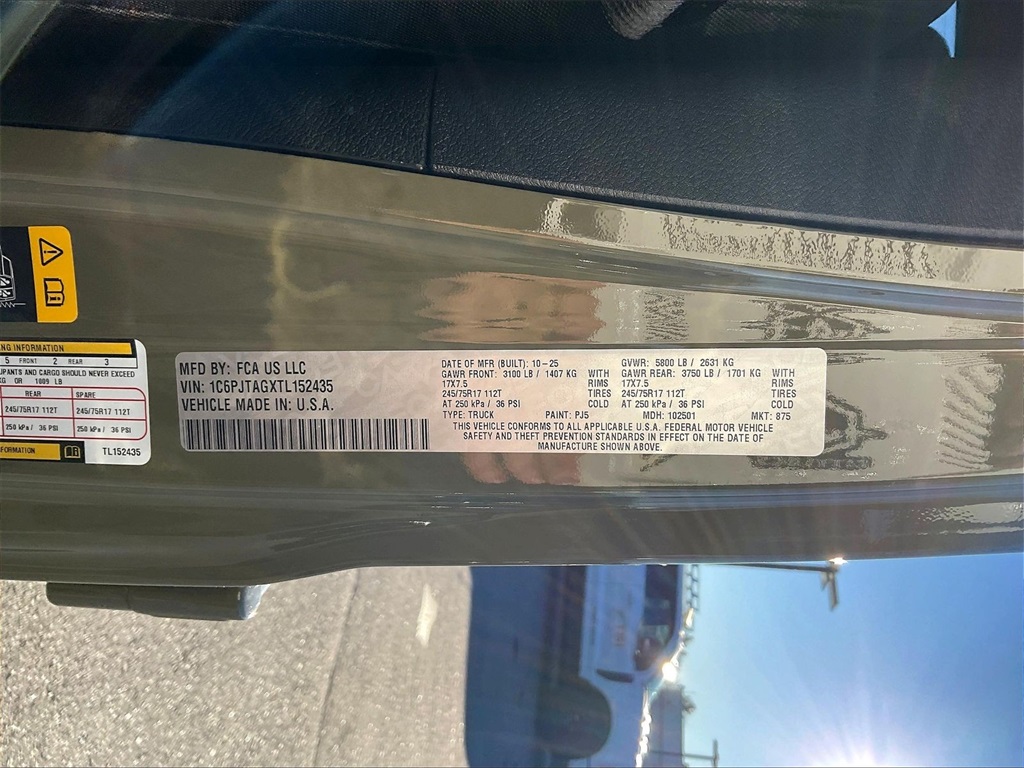 NG INFORMATION
5 FRONT 2 REAR 3
UPANTS AND CARGO SHOULD NEVER EXCEED
KG OR 1009 LB
REAR SPARE
245/75R17 112T 245/75R17 112T
250 kPa / 36 PSI 250 kPa / 36 PSI
FORMATION TL152435
MFD BY: FCA US LLC
VIN: 1C6PJTAGXTL152435
VEHICLE MADE IN: U.S.A.
DATE OF MFR (BUILT): 10-25 GVWR: 5800 LB / 2631 KG
GAWR FRONT: 3100 LB / 1407 KG WITH GAWR REAR: 3750 LB / 1701 KG WITH
17X7.5 RIMS 17X7.5 RIMS
245/75R17 112T TIRES 245/75R17 112T TIRES
AT 250 kPa / 36 PSI COLD AT 250 kPa / 36 PSI COLD
TYPE: TRUCK PAINT: PJ5 MDH: 102501 MKT: 875
THIS VEHICLE CONFORMS TO ALL APPLICABLE U.S.A. FEDERAL MOTOR VEHICLE
SAFETY AND THEFT PREVENTION STANDARDS IN EFFECT ON THE DATE OF
MANUFACTURE SHOWN ABOVE.